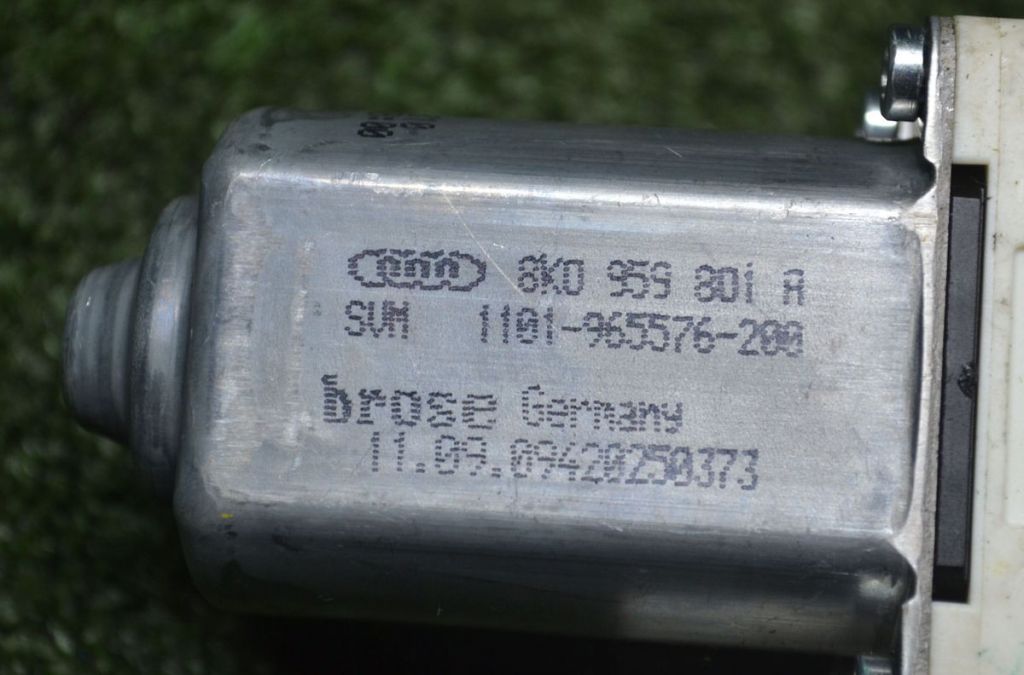 8K0 959 801 A
SVM 1101-965576-200
brose Germany
11.09.09420250373